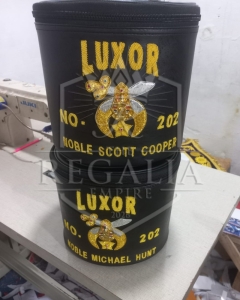 LUXOR
NO. 202
NOBLE SCOTT COOPER
REGALIA
EMPIRE
LUXOR
NO. 202
NOBLE MICHAEL HUNT